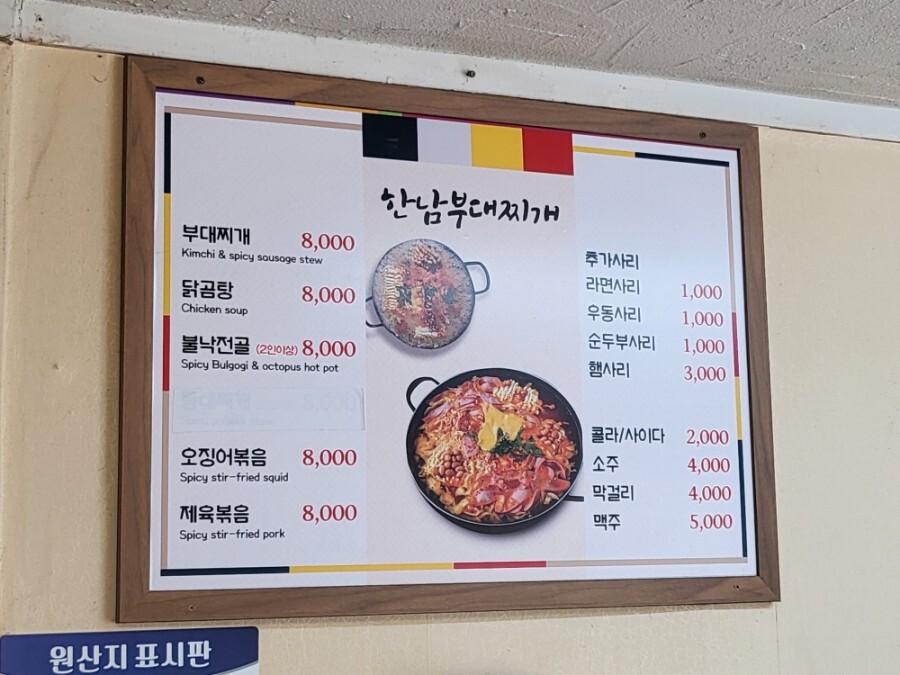 한남부대찌개
부대찌개 8,000
Kimchi & spicy sausage stew
닭곰탕 8,000
Chicken soup
불낙전골 (2인이상) 8,000
Spicy Bulgogi & octopus hot pot
오징어볶음 8,000
Spicy stir-fried squid
제육볶음 8,000
Spicy stir-fried pork
추가사리
라면사리 1,000
우동사리 1,000
순두부사리 1,000
햄사리 3,000
콜라/사이다 2,000
소주 4,000
막걸리 4,000
맥주 5,000
원산지 표시판